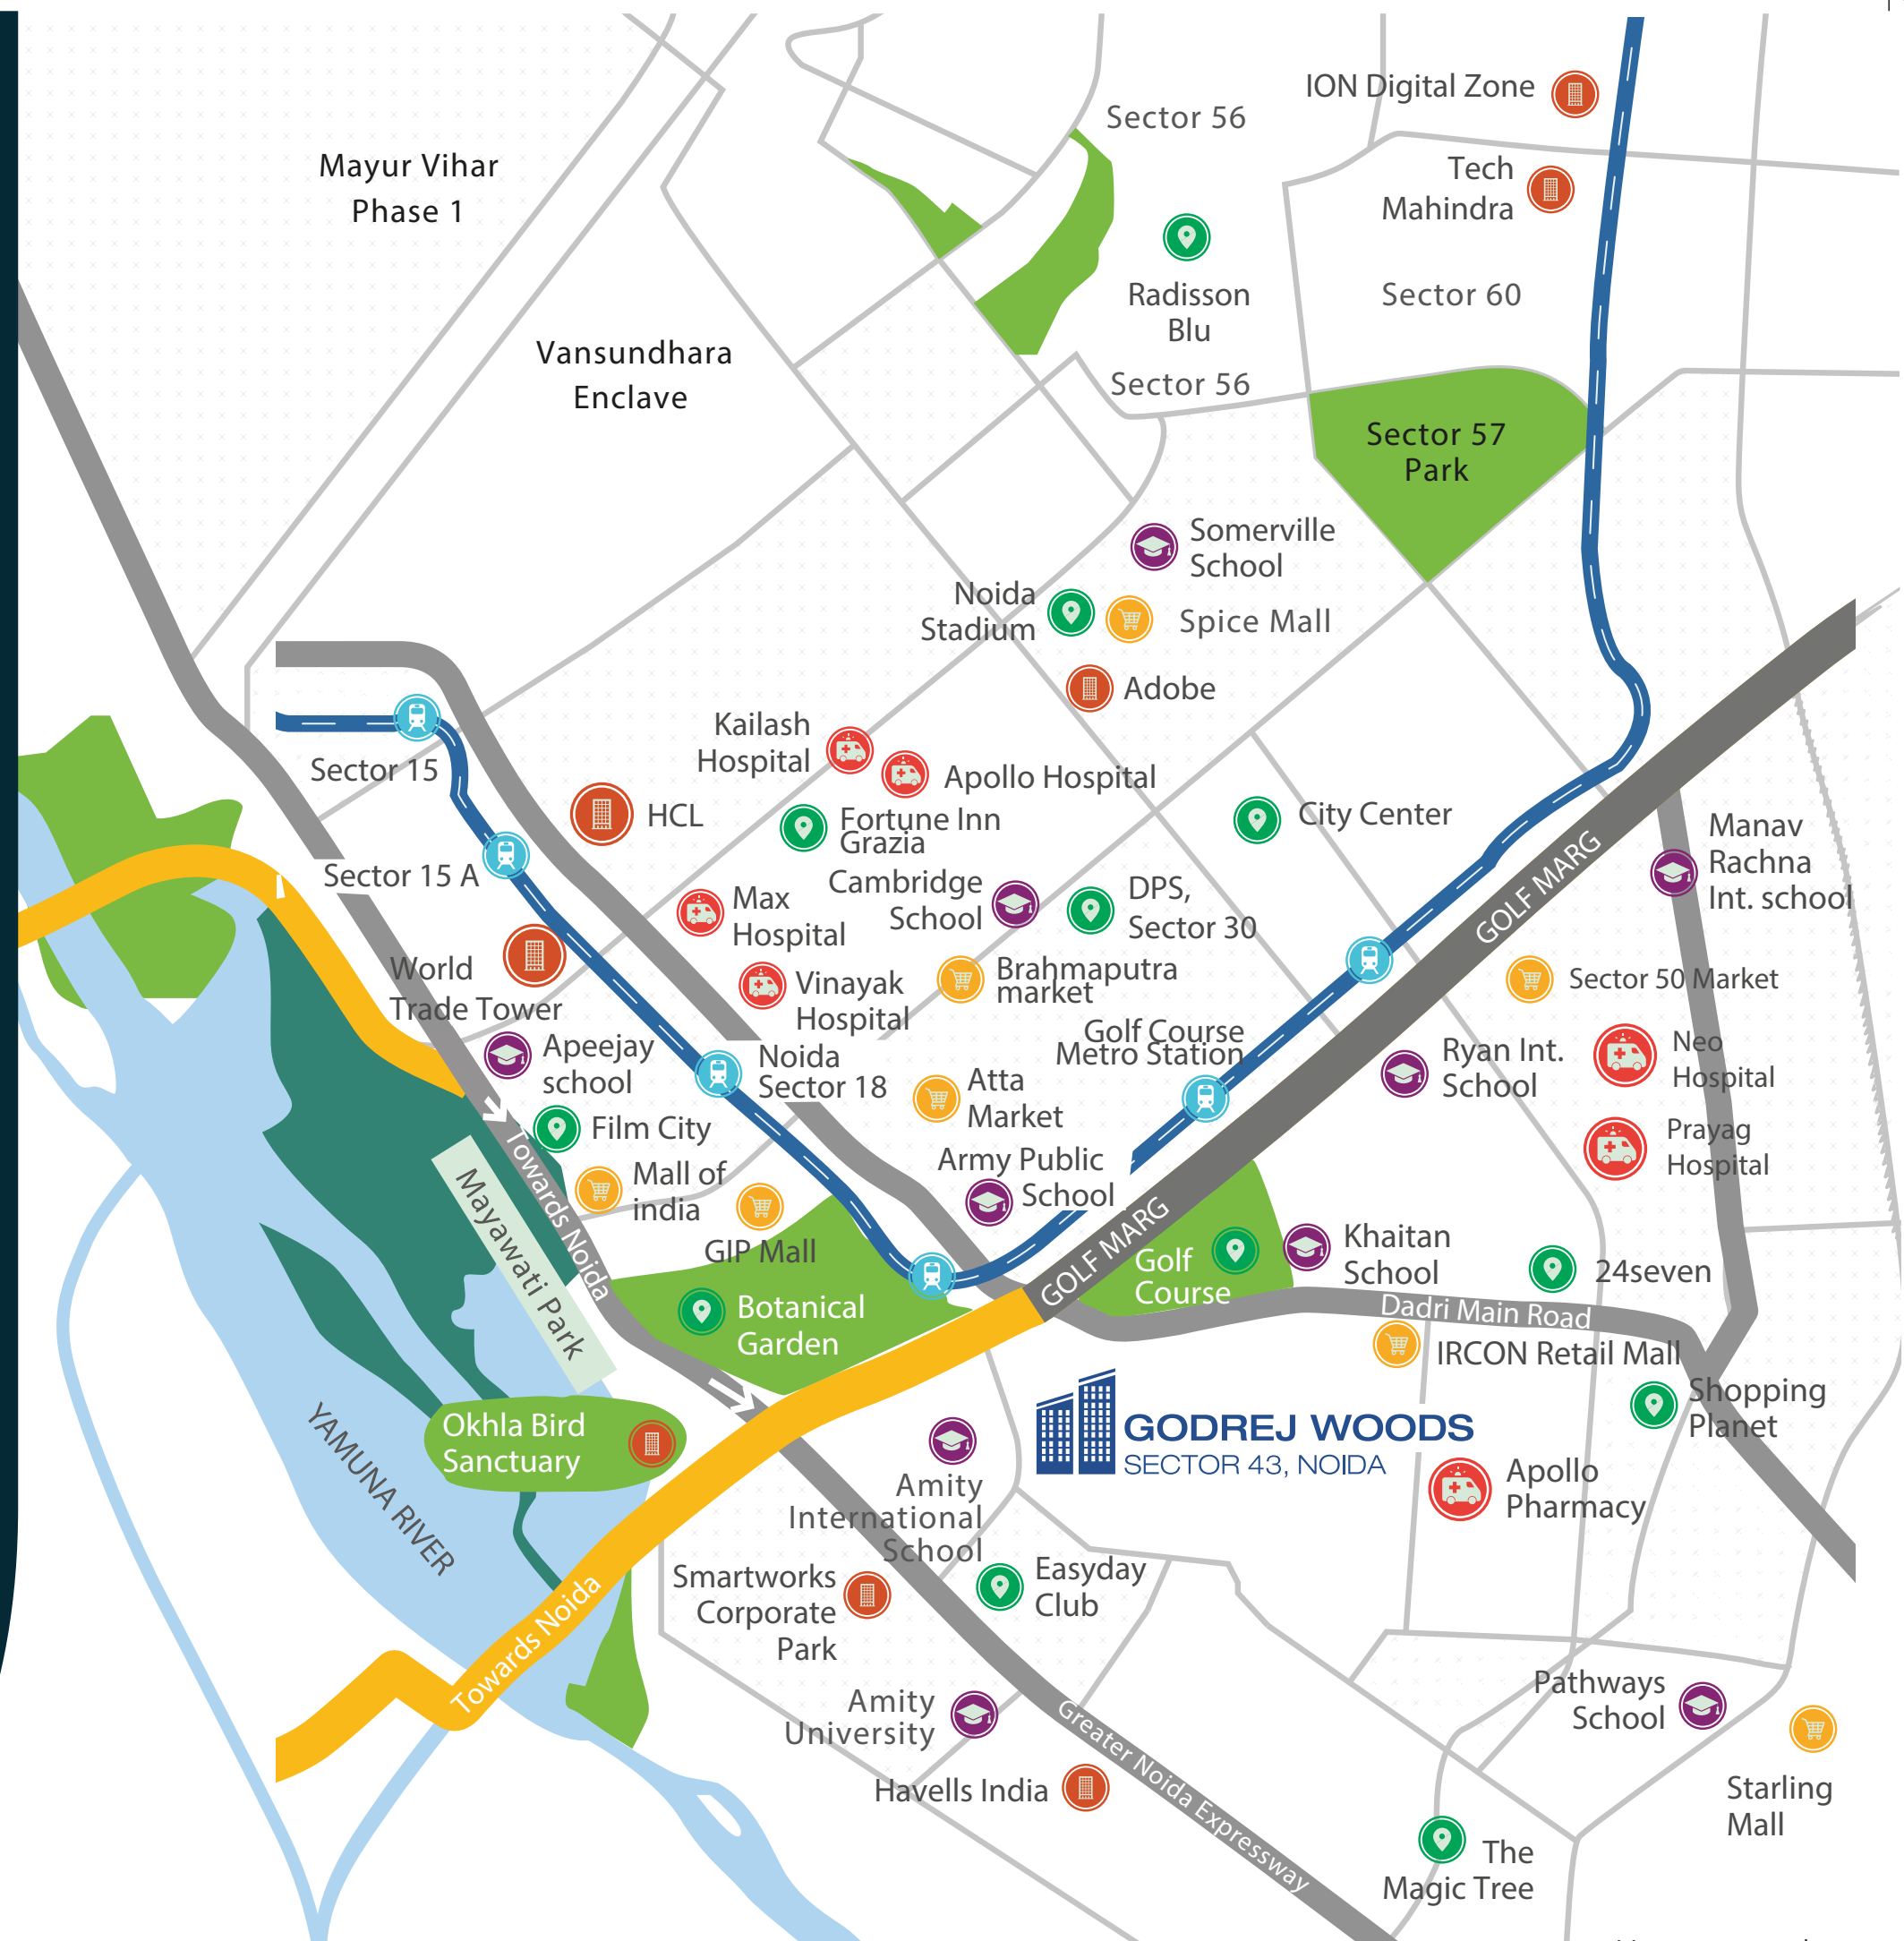 ION Digital Zone
Sector 56
Mayur Vihar
Phase 1
Tech
Mahindra
Radisson
Blu
Sector 60
Vansundhara
Enclave
Sector 56
Sector 57
Park
Somerville
School
Noida
Stadium
Spice Mall
Adobe
Kailash
Hospital
Sector 15
Apollo Hospital
HCL
Fortune Inn
Grazia
City Center
GOLF MARG
Manav
Rachna
Int. school
Sector 15 A
Max
Hospital
Cambridge
School
DPS,
Sector 30
World
Trade Tower
Vinayak
Hospital
Brahmaputra
market
Sector 50 Market
Golf Course
Metro Station
Apeejay
school
Noida
Sector 18
Atta
Market
Ryan Int.
School
Neo
Hospital
Film City
Towards Noida
Mall of
india
Army Public
School
Prayag
Hospital
Mayawati Park
GIP Mall
GOLF MARG
Golf
Course
Khaitan
School
24seven
Botanical
Garden
Dadri Main Road
IRCON Retail Mall
Shopping
Planet
Okhla Bird
Sanctuary
GODREJ WOODS
SECTOR 43, NOIDA
YAMUNA RIVER
Amity
International
School
Apollo
Pharmacy
Smartworks
Corporate
Park
Easyday
Club
Towards Noida
Amity
University
Pathways
School
Greater Noida Expressway
Havells India
Starling
Mall
The
Magic Tree